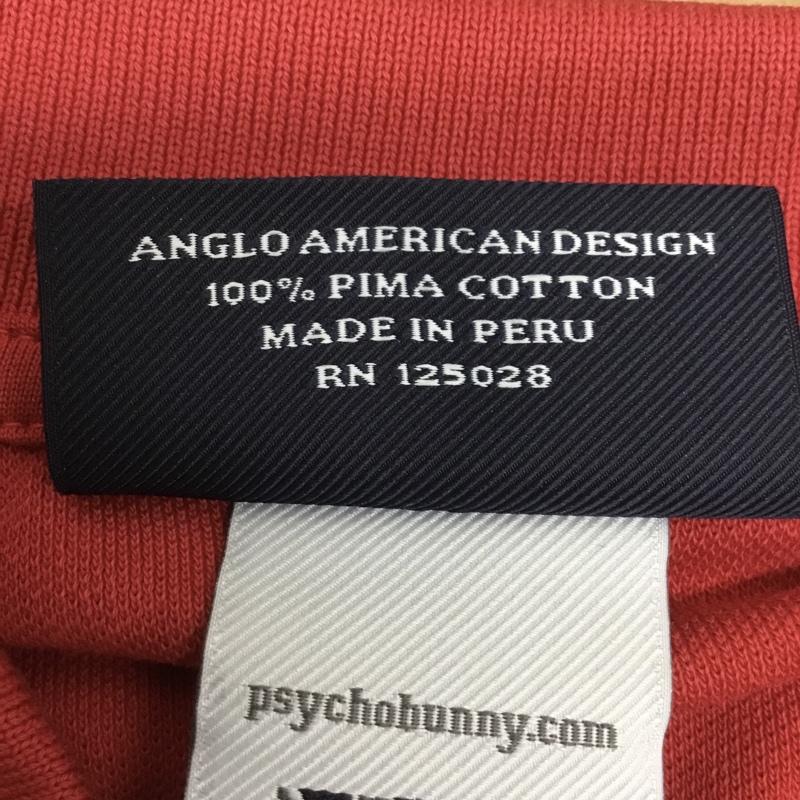 ANGLO AMERICAN DESIGN
100% PIMA COTTON
MADE IN PERU
RN 125028
psychobunny.com